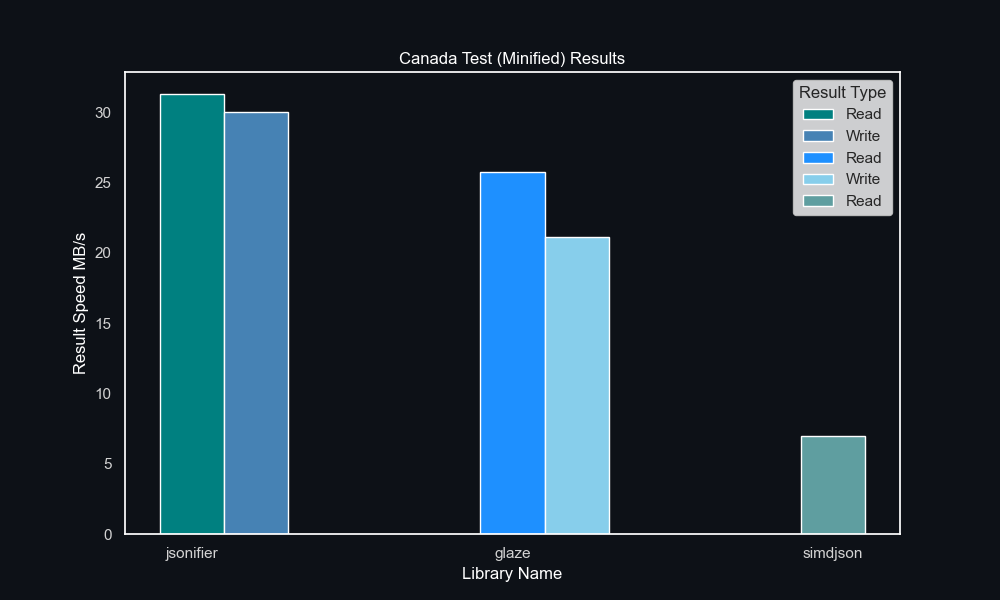 Canada Test (Minified) Results
Result Type
Read
Write
Read
Write
Read
Result Speed MB/s
30
25
20
15
10
5
0
jsonifier
glaze
simdjson
Library Name